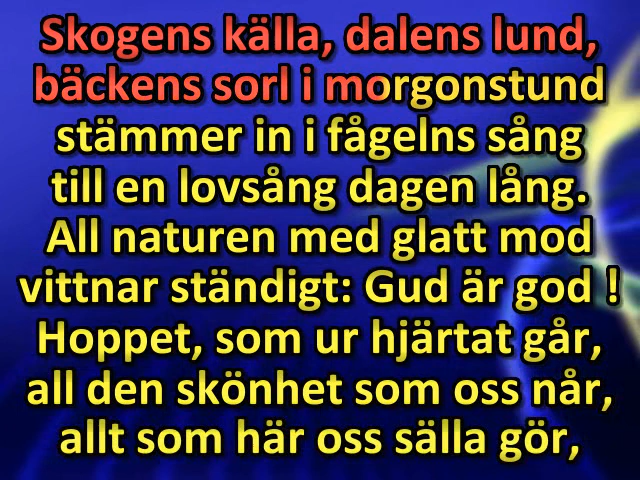 Skogens källa, dalens lund,
bäckens sorl i morgonstund
stämmer in i fågelns sång
till en lovsång dagen lång.
All naturen med glatt mod
vittnar ständigt: Gud är god !
Hoppet, som ur hjärtat går,
all den skönhet som oss når,
allt som här oss sälla gör,